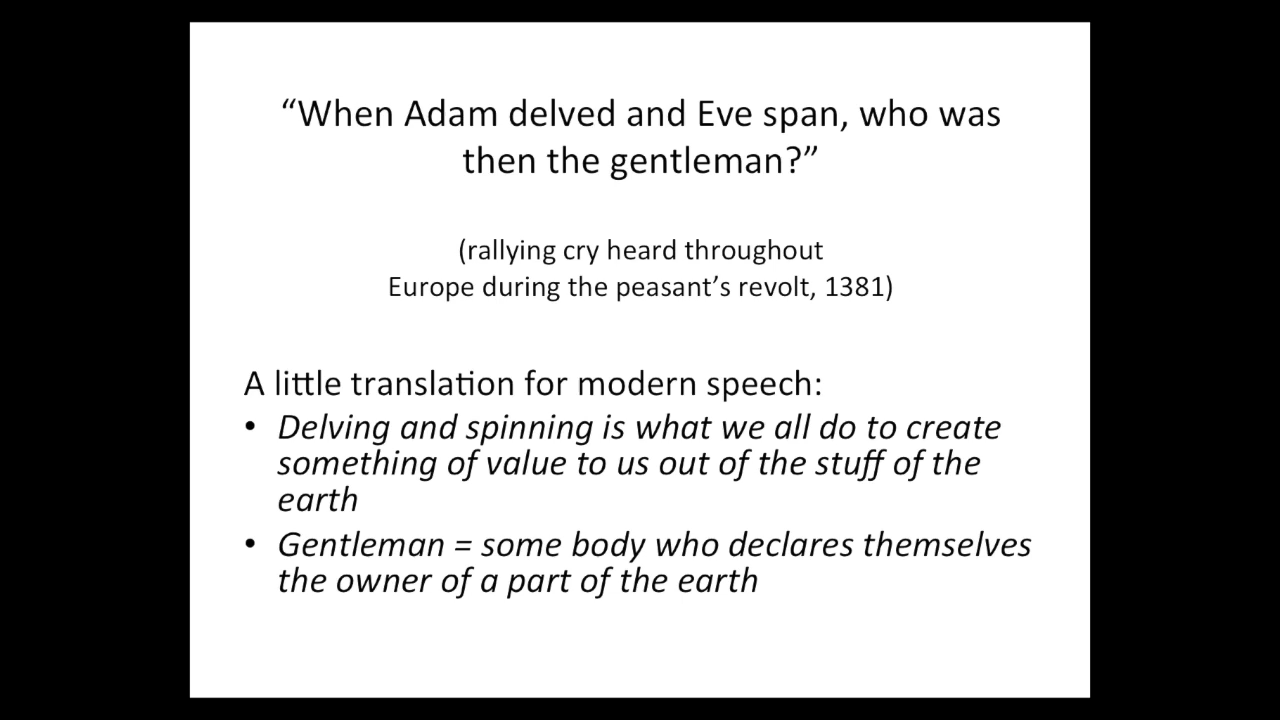 “When Adam delved and Eve span, who was
then the gentleman?”
(rallying cry heard throughout
Europe during the peasant’s revolt, 1381)
A little translation for modern speech:
• Delving and spinning is what we all do to create
something of value to us out of the stuff of the
earth
• Gentleman = some body who declares themselves
the owner of a part of the earth